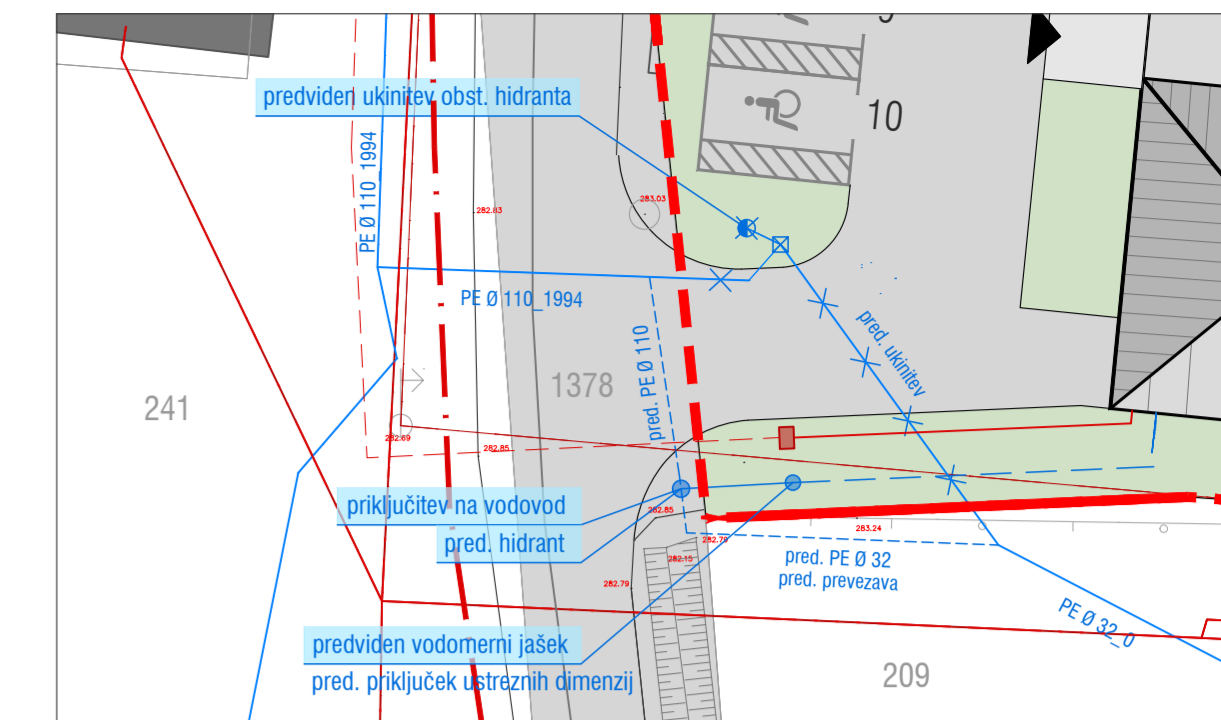 9
predviden ukinitev obst. hidranta
10
PE Ø 110_1994
282.83
283.03
PE Ø 110_1994
pred. ukinitev
pred. PE Ø 110
1378
241
282.69
282.85
priključitev na vodovod
282.85
283.24
pred. hidrant
282.79
282.15
pred. PE Ø 32
pred. prevezava
282.79
PE Ø 32_0
predviden vodomerni jašek
pred. priključek ustreznih dimenzij
209